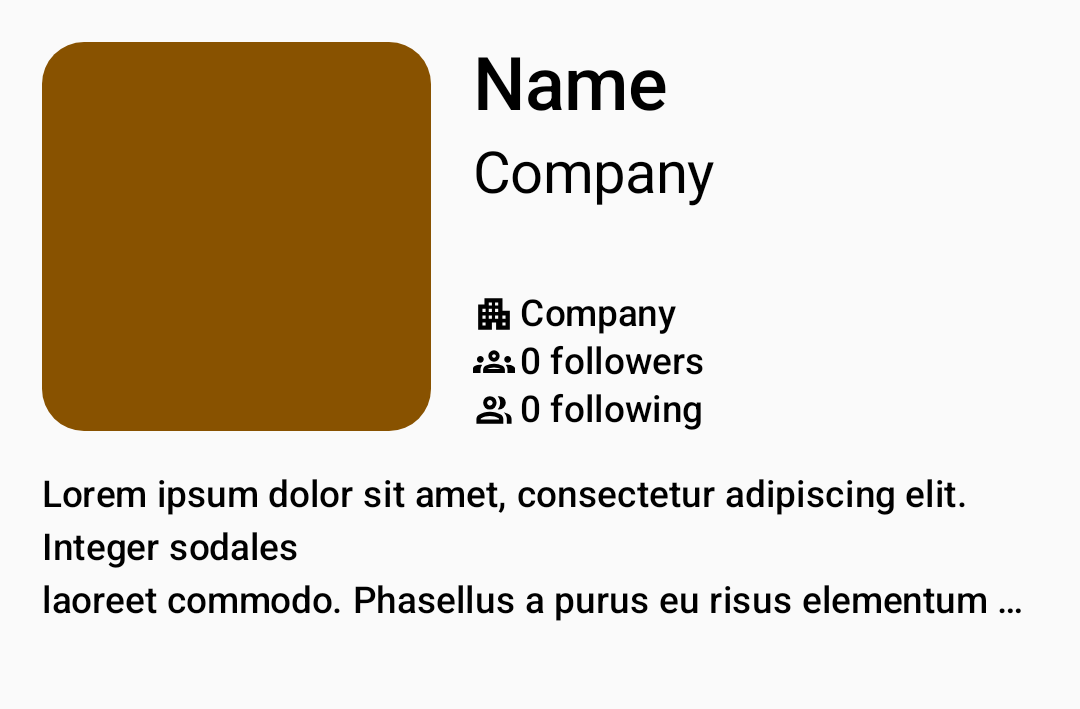 Name
Company
Company
0 followers
0 following
Lorem ipsum dolor sit amet, consectetur adipiscing elit.
Integer sodales
laoreet commodo. Phasellus a purus eu risus elementum …